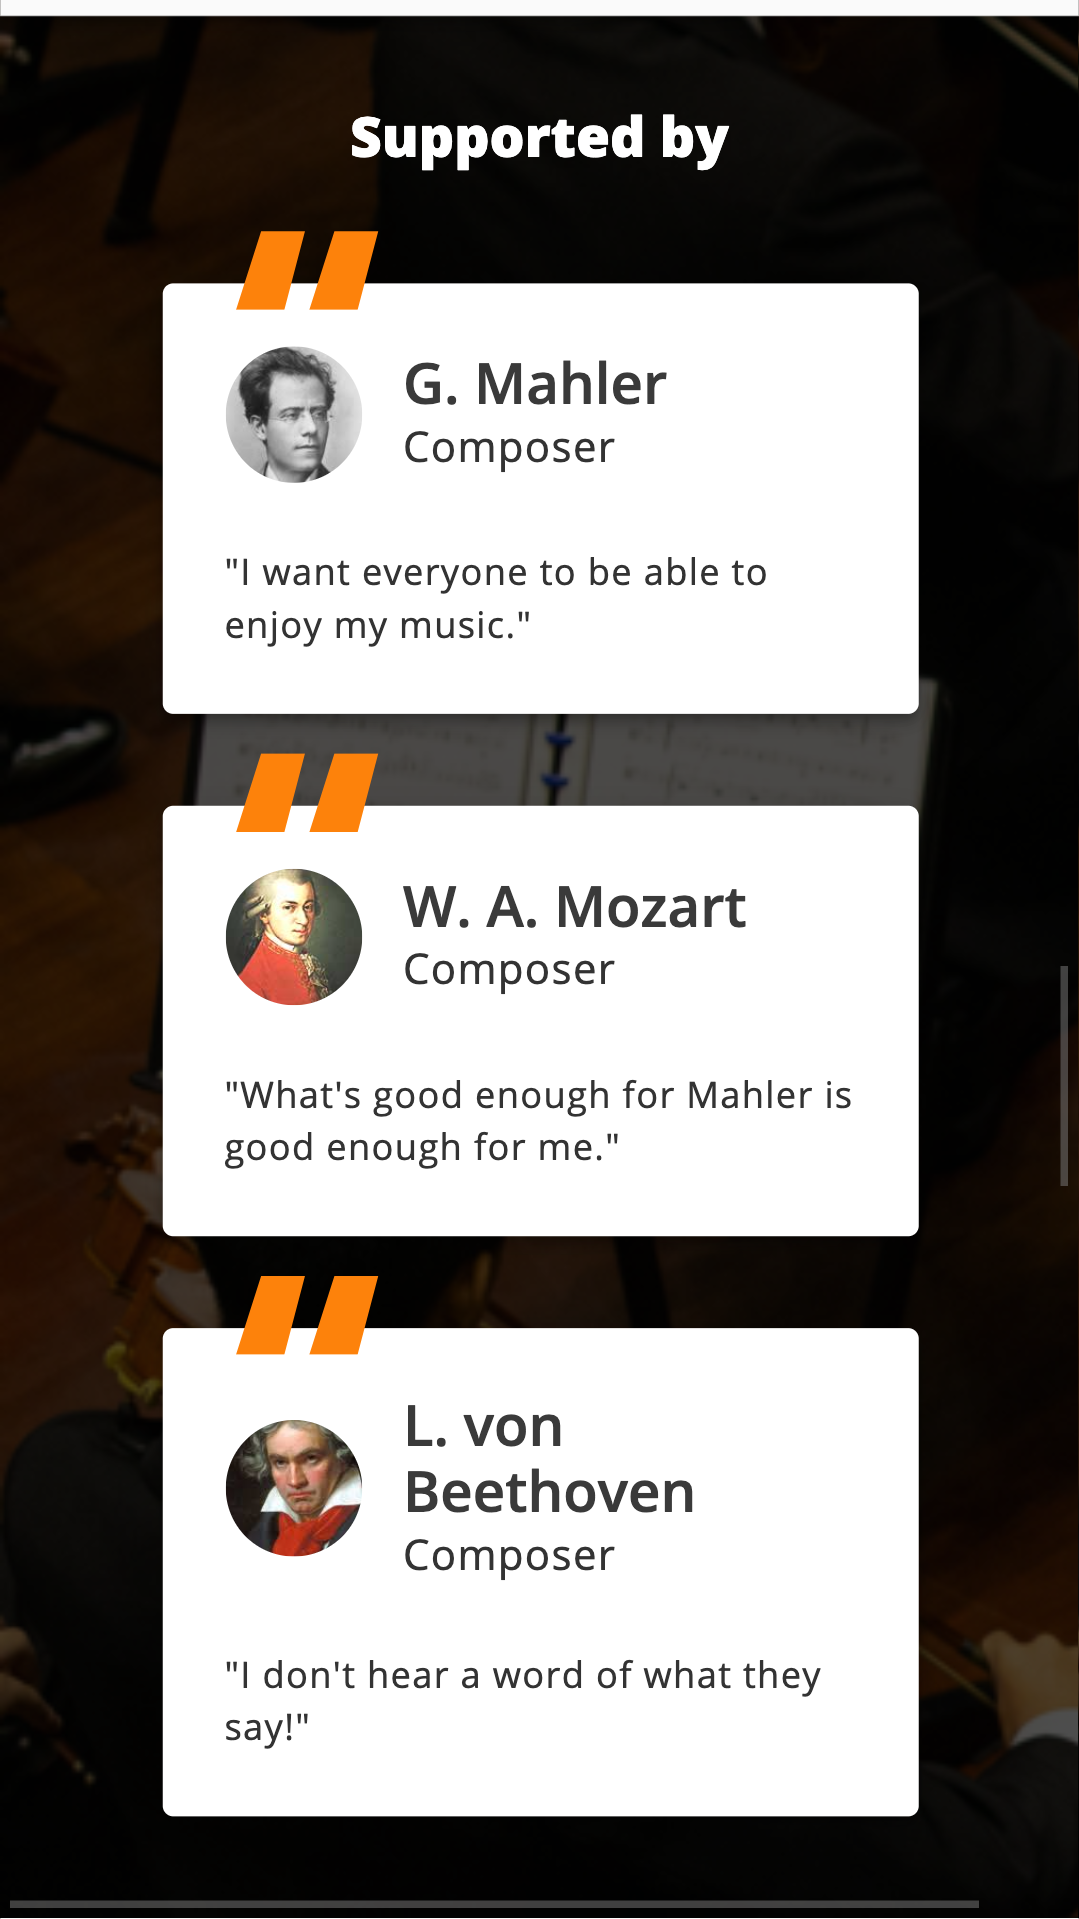 Supported by
G. Mahler
Composer
"I want everyone to be able to
enjoy my music."
W. A. Mozart
Composer
"What's good enough for Mahler is
good enough for me."
L. von
Beethoven
Composer
"I don't hear a word of what they
say!"